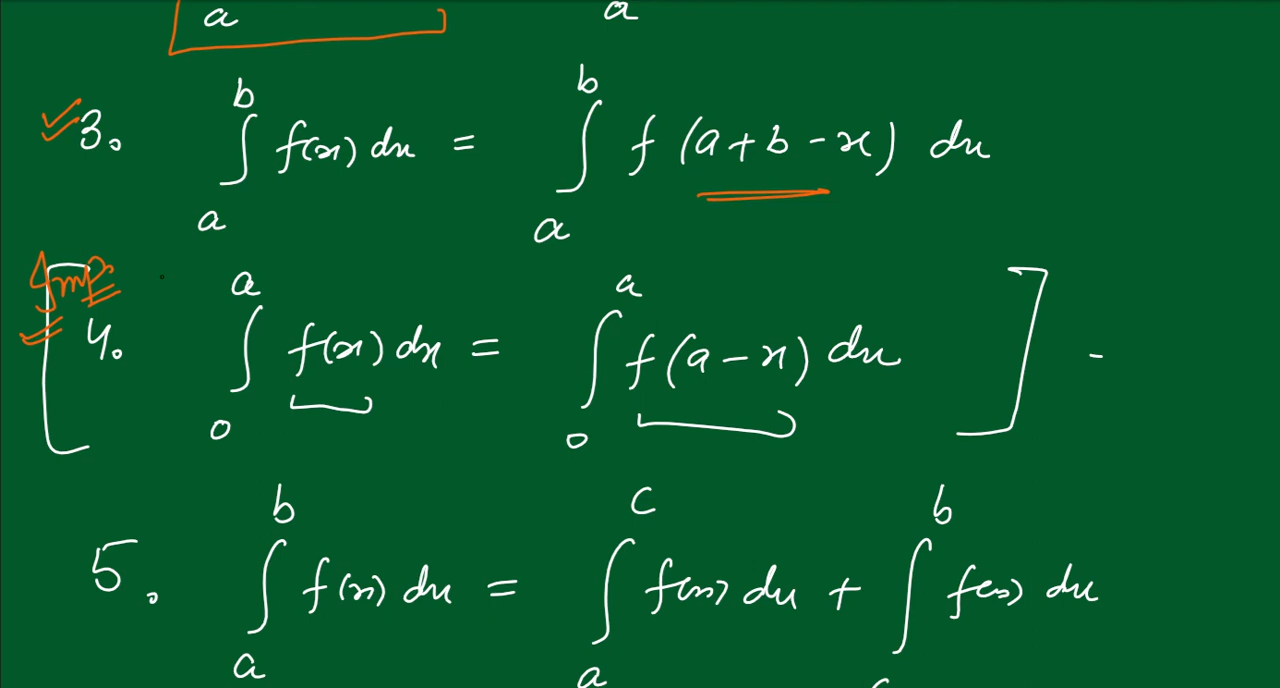 a a
3. ∫_a^b f(x) dx = ∫_a^b f(a+b-x) dx
Imp
4. [ ∫_0^a f(x) dx = ∫_0^a f(a-x) dx ] -
5. ∫_a^b f(x) dx = ∫_a^c f(x) dx + ∫_c^b f(x) dx